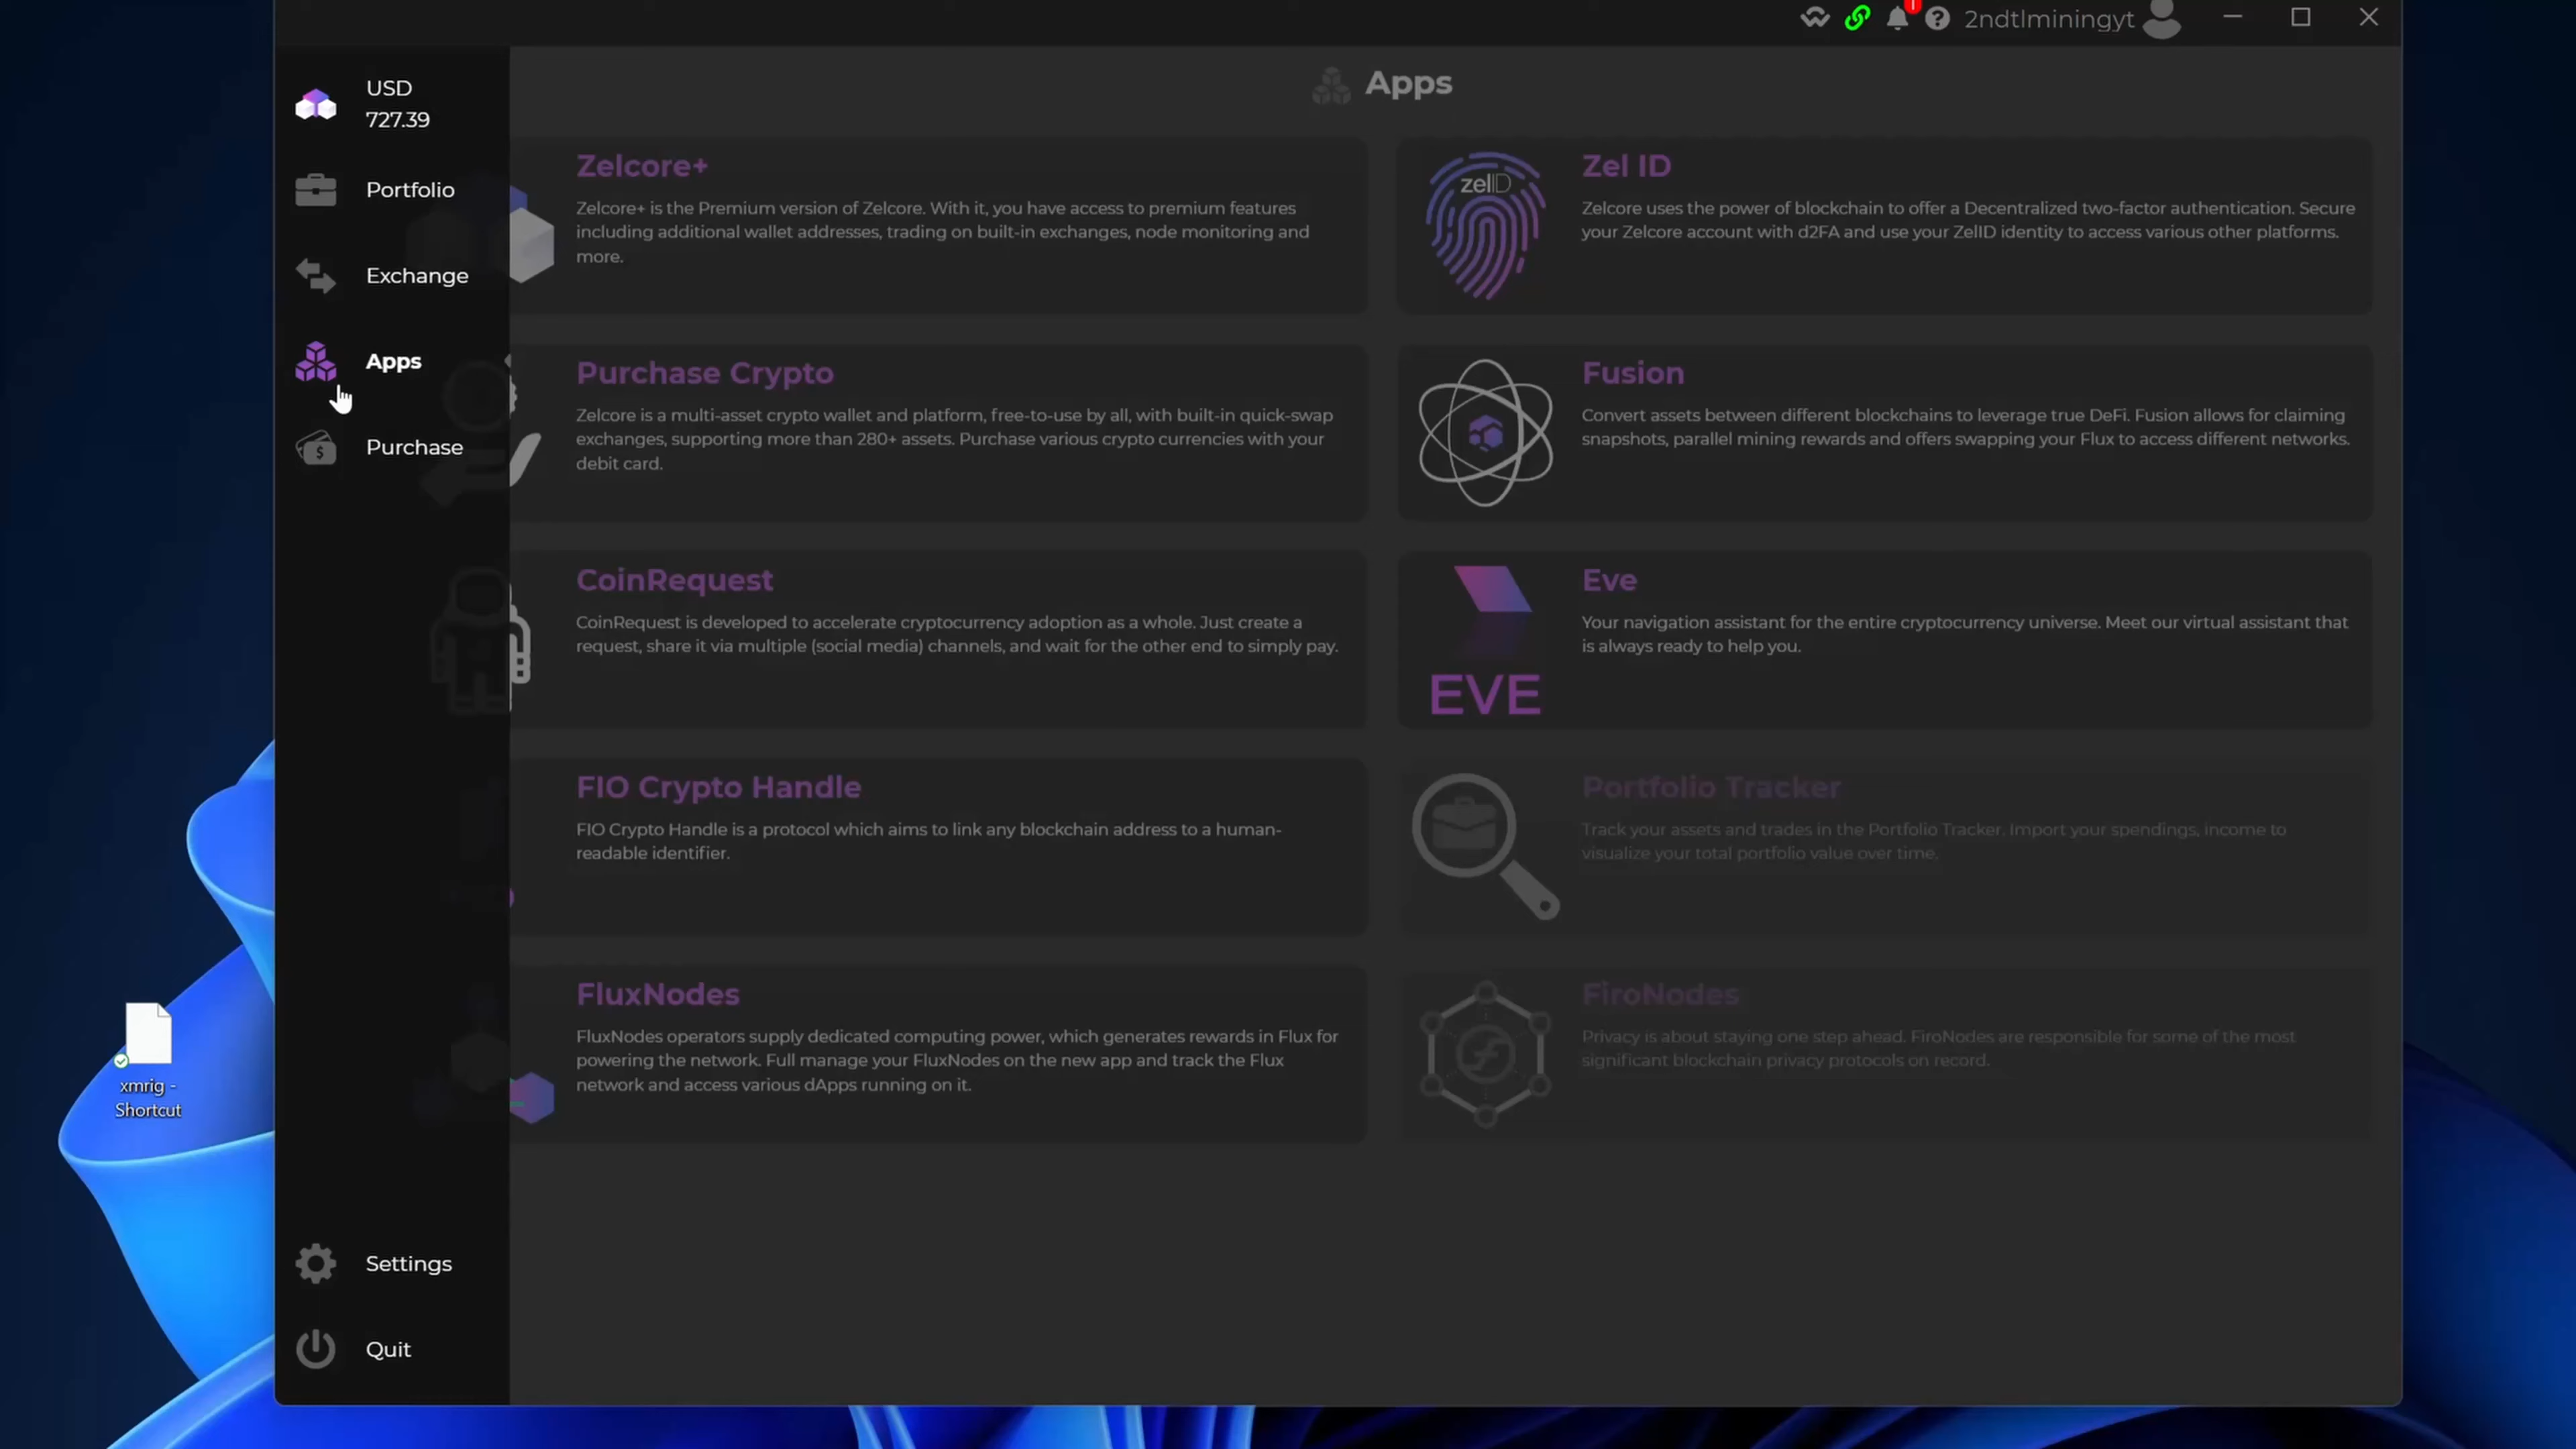 2ndtlminingyt
USD
727.39
Portfolio
Exchange
Apps
Purchase
Settings
Quit
Apps
Zelcore+
Zelcore+ is the Premium version of Zelcore. With it, you have access to premium features
including additional wallet addresses, trading on built-in exchanges, node monitoring and
more.
zelID
Zel ID
Zelcore uses the power of blockchain to offer a Decentralized two-factor authentication. Secure
your Zelcore account with d2FA and use your ZelID identity to access various other platforms.
Purchase Crypto
Zelcore is a multi-asset crypto wallet and platform, free-to-use by all, with built-in quick-swap
exchanges, supporting more than 280+ assets. Purchase various crypto currencies with your
debit card.
Fusion
Convert assets between different blockchains to leverage true DeFi. Fusion allows for claiming
snapshots, parallel mining rewards and offers swapping your Flux to access different networks.
CoinRequest
CoinRequest is developed to accelerate cryptocurrency adoption as a whole. Just create a
request, share it via multiple (social media) channels, and wait for the other end to simply pay.
EVE
Eve
Your navigation assistant for the entire cryptocurrency universe. Meet our virtual assistant that
is always ready to help you.
FIO Crypto Handle
FIO Crypto Handle is a protocol which aims to link any blockchain address to a human-
readable identifier.
Portfolio Tracker
Track your assets and trades in the Portfolio Tracker. Import your spendings, income to
visualize your total portfolio value over time.
FluxNodes
FluxNodes operators supply dedicated computing power, which generates rewards in Flux for
powering the network. Full manage your FluxNodes on the new app and track the Flux
network and access various dApps running on it.
FiroNodes
Privacy is about staying one step ahead. FiroNodes are responsible for some of the most
significant blockchain privacy protocols on record.
xmrig -
Shortcut